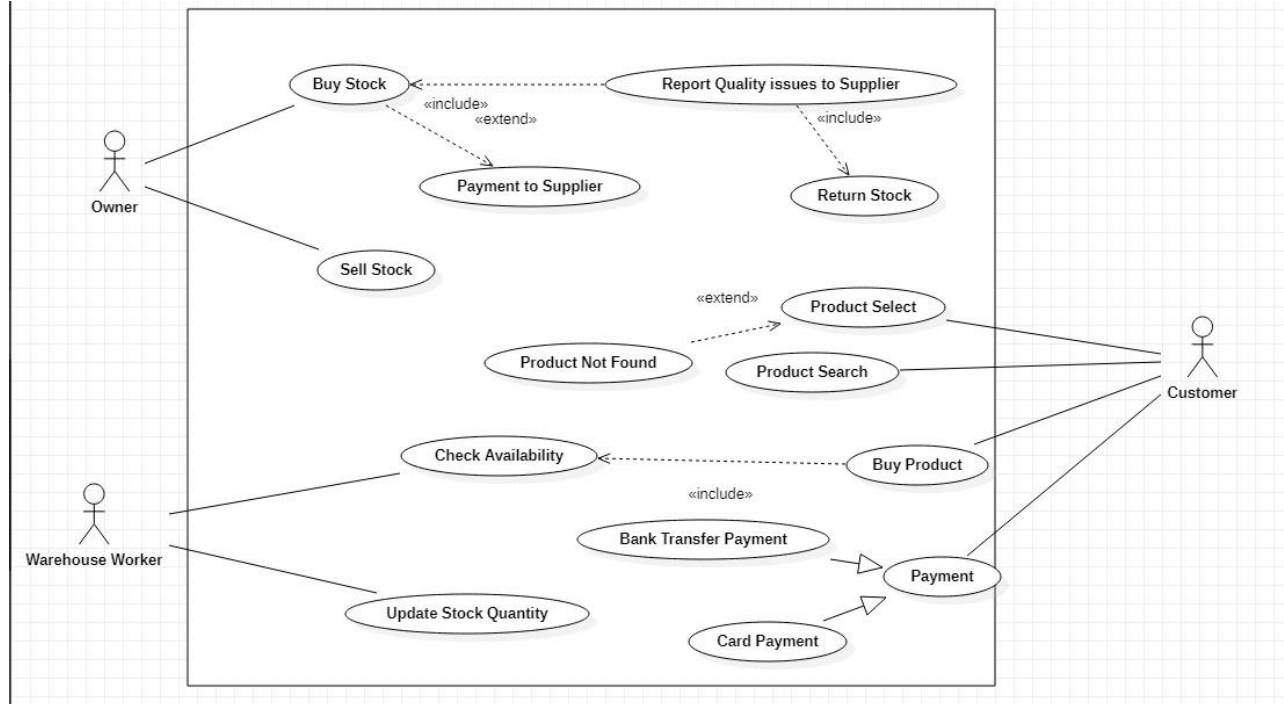 Buy Stock
Report Quality issues to Supplier
«include»
«extend»
«include»
Payment to Supplier
Return Stock
Owner
Sell Stock
«extend»
Product Select
Product Not Found
Product Search
Customer
Check Availability
Buy Product
«include»
Bank Transfer Payment
Warehouse Worker
Payment
Update Stock Quantity
Card Payment